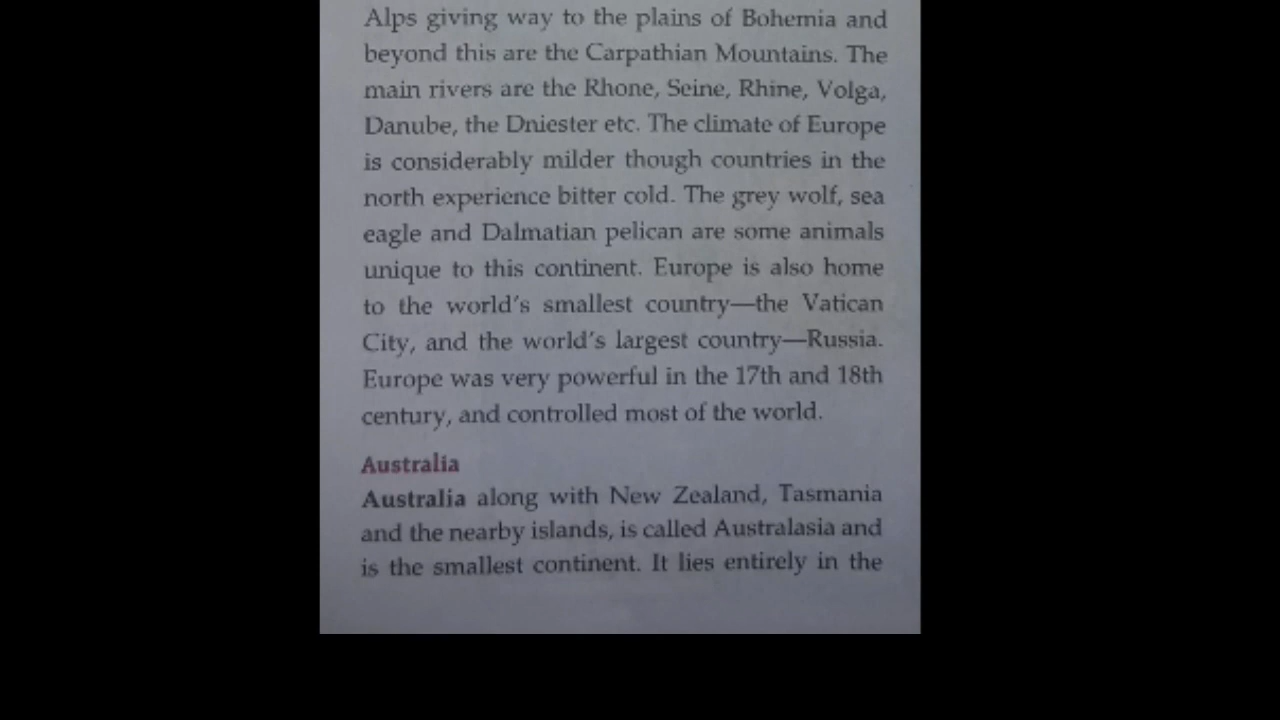 Alps giving way to the plains of Bohemia and
beyond this are the Carpathian Mountains. The
main rivers are the Rhone, Seine, Rhine, Volga,
Danube, the Dniester etc. The climate of Europe
is considerably milder though countries in the
north experience bitter cold. The grey wolf, sea
eagle and Dalmatian pelican are some animals
unique to this continent. Europe is also home
to the world's smallest country—the Vatican
City, and the world's largest country—Russia.
Europe was very powerful in the 17th and 18th
century, and controlled most of the world.
Australia
Australia along with New Zealand, Tasmania
and the nearby islands, is called Australasia and
is the smallest continent. It lies entirely in the